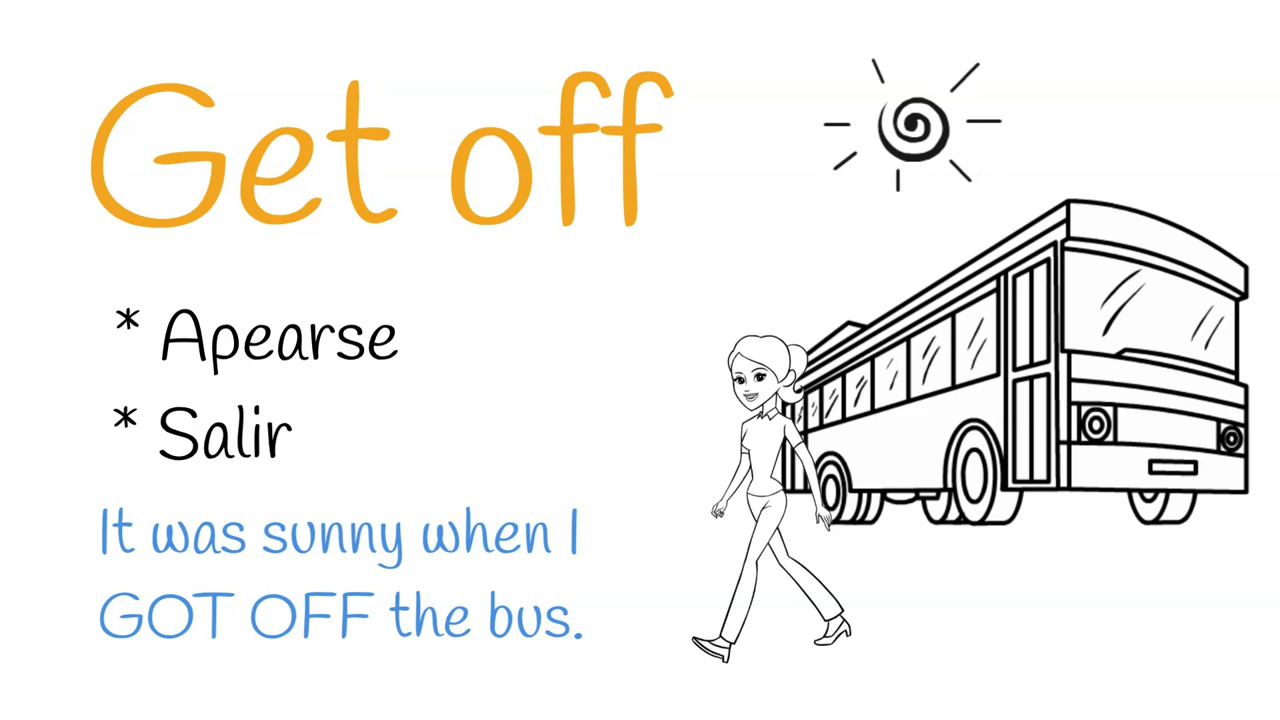 Get off
* Apearse
* Salir
It was sunny when I
GOT OFF the bus.